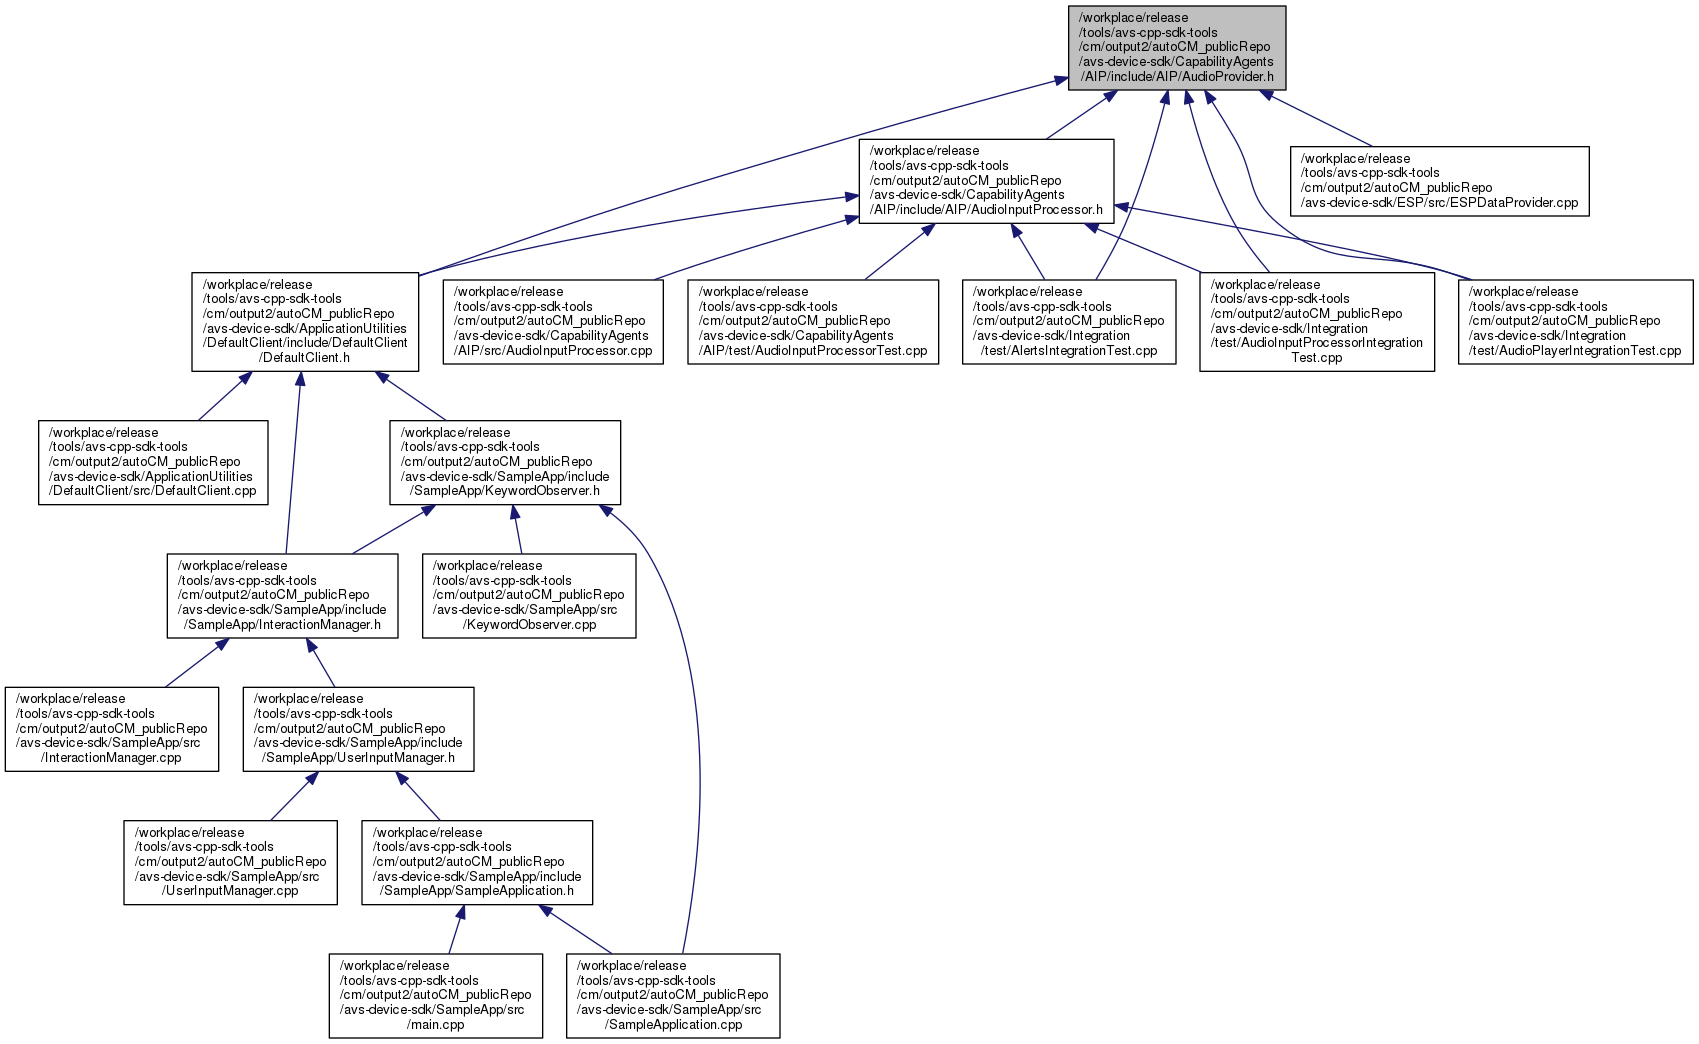 /workplace/release
/tools/avs-cpp-sdk-tools
/cm/output2/autoCM_publicRepo
/avs-device-sdk/CapabilityAgents
/AIP/include/AIP/AudioProvider.h
/workplace/release
/tools/avs-cpp-sdk-tools
/cm/output2/autoCM_publicRepo
/avs-device-sdk/CapabilityAgents
/AIP/include/AIP/AudioInputProcessor.h
/workplace/release
/tools/avs-cpp-sdk-tools
/cm/output2/autoCM_publicRepo
/avs-device-sdk/ESP/src/ESPDataProvider.cpp
/workplace/release
/tools/avs-cpp-sdk-tools
/cm/output2/autoCM_publicRepo
/avs-device-sdk/ApplicationUtilities
/DefaultClient/include/DefaultClient
/DefaultClient.h
/workplace/release
/tools/avs-cpp-sdk-tools
/cm/output2/autoCM_publicRepo
/avs-device-sdk/CapabilityAgents
/AIP/src/AudioInputProcessor.cpp
/workplace/release
/tools/avs-cpp-sdk-tools
/cm/output2/autoCM_publicRepo
/avs-device-sdk/CapabilityAgents
/AIP/test/AudioInputProcessorTest.cpp
/workplace/release
/tools/avs-cpp-sdk-tools
/cm/output2/autoCM_publicRepo
/avs-device-sdk/Integration
/test/AlertsIntegrationTest.cpp
/workplace/release
/tools/avs-cpp-sdk-tools
/cm/output2/autoCM_publicRepo
/avs-device-sdk/Integration
/test/AudioInputProcessorIntegration
Test.cpp
/workplace/release
/tools/avs-cpp-sdk-tools
/cm/output2/autoCM_publicRepo
/avs-device-sdk/Integration
/test/AudioPlayerIntegrationTest.cpp
/workplace/release
/tools/avs-cpp-sdk-tools
/cm/output2/autoCM_publicRepo
/avs-device-sdk/ApplicationUtilities
/DefaultClient/src/DefaultClient.cpp
/workplace/release
/tools/avs-cpp-sdk-tools
/cm/output2/autoCM_publicRepo
/avs-device-sdk/SampleApp/include
/SampleApp/KeywordObserver.h
/workplace/release
/tools/avs-cpp-sdk-tools
/cm/output2/autoCM_publicRepo
/avs-device-sdk/SampleApp/include
/SampleApp/InteractionManager.h
/workplace/release
/tools/avs-cpp-sdk-tools
/cm/output2/autoCM_publicRepo
/avs-device-sdk/SampleApp/src
/KeywordObserver.cpp
/workplace/release
/tools/avs-cpp-sdk-tools
/cm/output2/autoCM_publicRepo
/avs-device-sdk/SampleApp/src
/InteractionManager.cpp
/workplace/release
/tools/avs-cpp-sdk-tools
/cm/output2/autoCM_publicRepo
/avs-device-sdk/SampleApp/include
/SampleApp/UserInputManager.h
/workplace/release
/tools/avs-cpp-sdk-tools
/cm/output2/autoCM_publicRepo
/avs-device-sdk/SampleApp/src
/UserInputManager.cpp
/workplace/release
/tools/avs-cpp-sdk-tools
/cm/output2/autoCM_publicRepo
/avs-device-sdk/SampleApp/include
/SampleApp/SampleApplication.h
/workplace/release
/tools/avs-cpp-sdk-tools
/cm/output2/autoCM_publicRepo
/avs-device-sdk/SampleApp/src
/main.cpp
/workplace/release
/tools/avs-cpp-sdk-tools
/cm/output2/autoCM_publicRepo
/avs-device-sdk/SampleApp/src
/SampleApplication.cpp